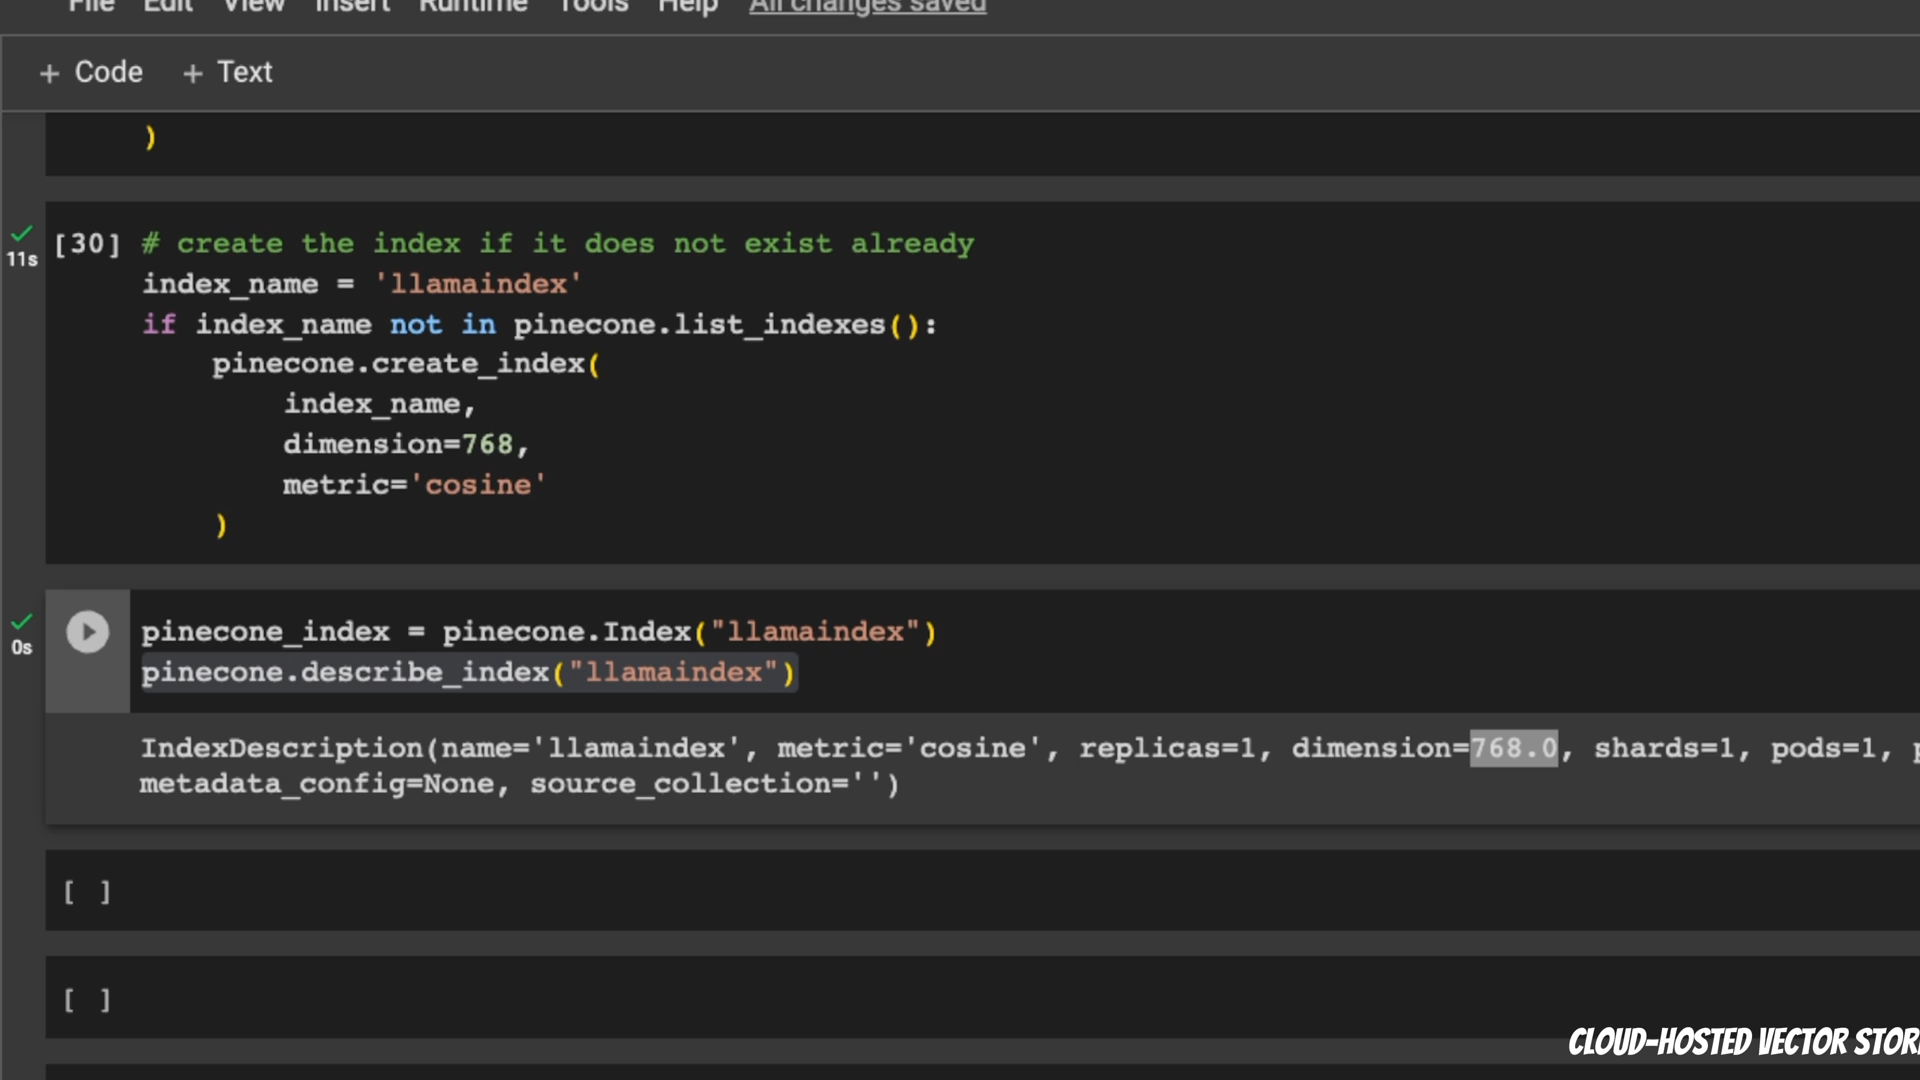 File Edit View Insert Runtime Tools Help All changes saved
+ Code + Text
)
11s
[30] # create the index if it does not exist already
index_name = 'llamaindex'
if index_name not in pinecone.list_indexes():
pinecone.create_index(
index_name,
dimension=768,
metric='cosine'
)
0s
pinecone_index = pinecone.Index("llamaindex")
pinecone.describe_index("llamaindex")
IndexDescription(name='llamaindex', metric='cosine', replicas=1, dimension=768.0, shards=1, pods=1,
metadata_config=None, source_collection='')
[ ]
[ ]
CLOUD-HOSTED VECTOR STOR